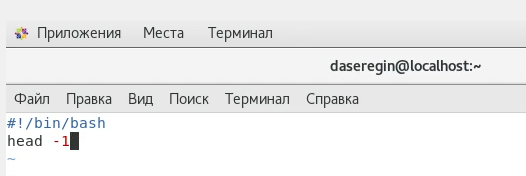 Приложения Места Терминал
daseregin@localhost:~
Файл Правка Вид Поиск Терминал Справка
#!/bin/bash
head -1
~